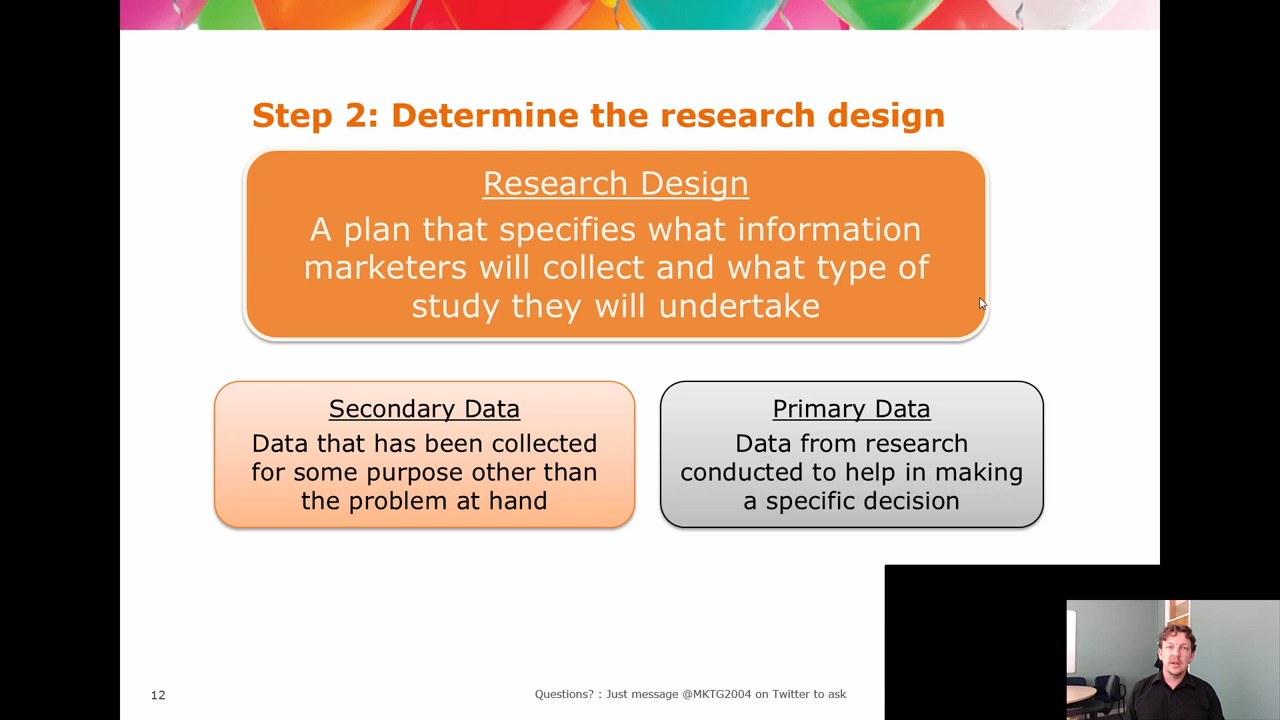 Step 2: Determine the research design
Research Design
A plan that specifies what information
marketers will collect and what type of
study they will undertake
Secondary Data
Data that has been collected
for some purpose other than
the problem at hand
Primary Data
Data from research
conducted to help in making
a specific decision
12
Questions? : Just message @MKTG2004 on Twitter to ask